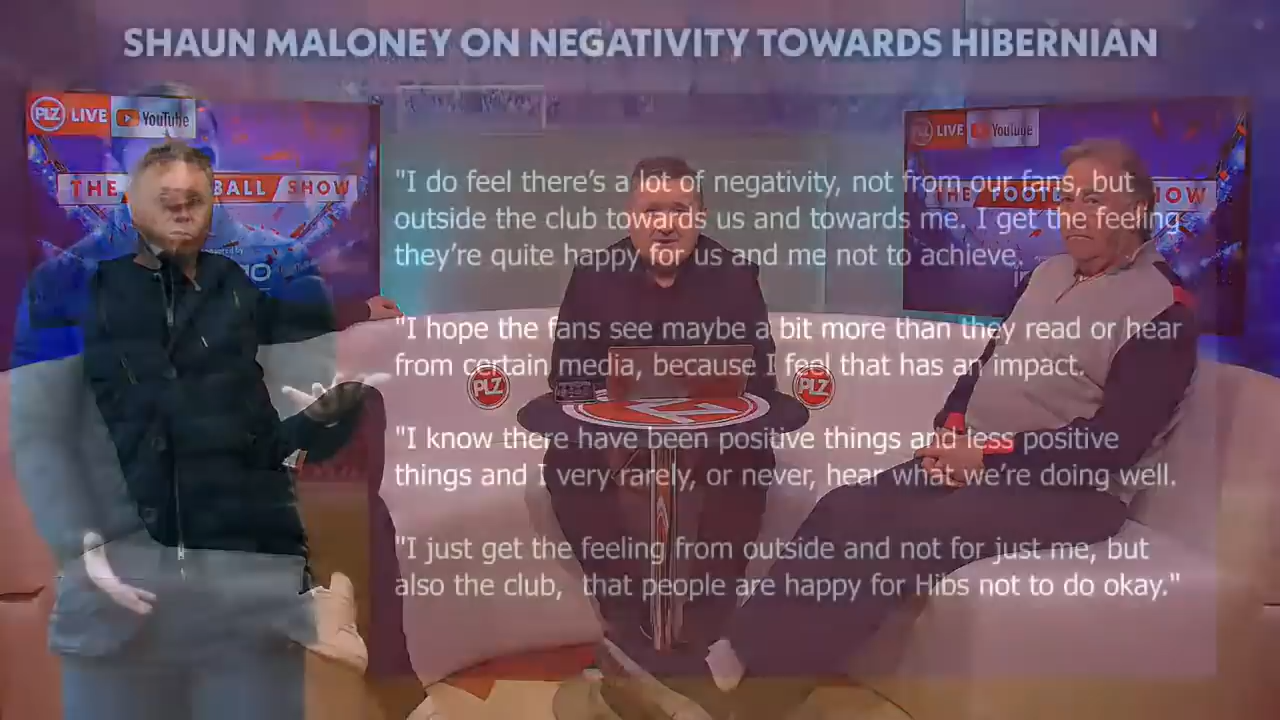 SHAUN MALONEY ON NEGATIVITY TOWARDS HIBERNIAN
PLZ LIVE YouTube
PLZ LIVE YouTube
THE BALL SHOW
THE FOOT SHOW
"I do feel there's a lot of negativity, not from our fans, but
outside the club towards us and towards me. I get the feeling
they're quite happy for us and me not to achieve.
"I hope the fans see maybe a bit more than they read or hear
from certain media, because I feel that has an impact.
PLZ
PLZ
"I know there have been positive things and less positive
things and I very rarely, or never, hear what we're doing well.
"I just get the feeling from outside and not for just me, but
also the club, that people are happy for Hibs not to do okay."